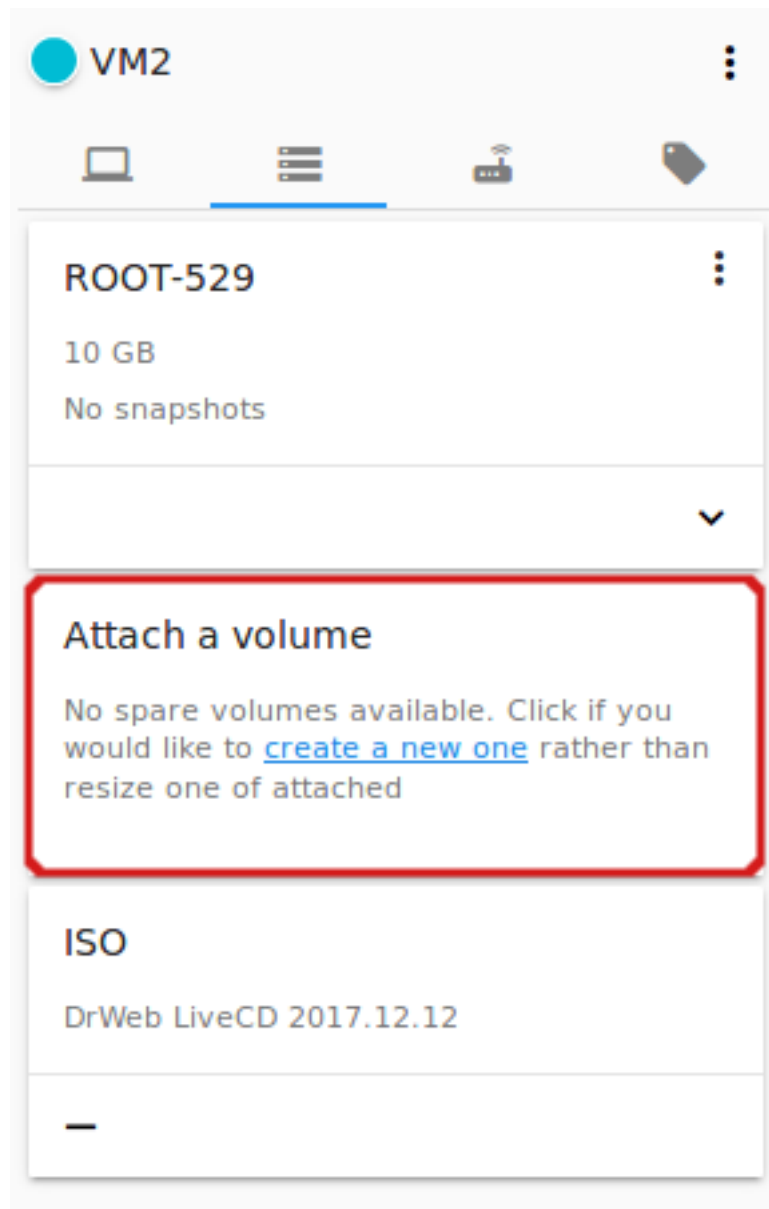 VM2
ROOT-529
10 GB
No snapshots
Attach a volume
No spare volumes available. Click if you
would like to create a new one rather than
resize one of attached
ISO
DrWeb LiveCD 2017.12.12